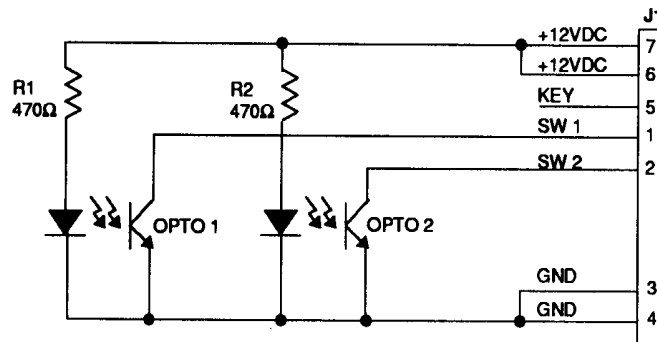 J1
+12VDC 7
+12VDC 6
R1
470Ω
R2
470Ω
KEY 5
SW 1 1
SW 2 2
OPTO 1
OPTO 2
GND 3
GND 4